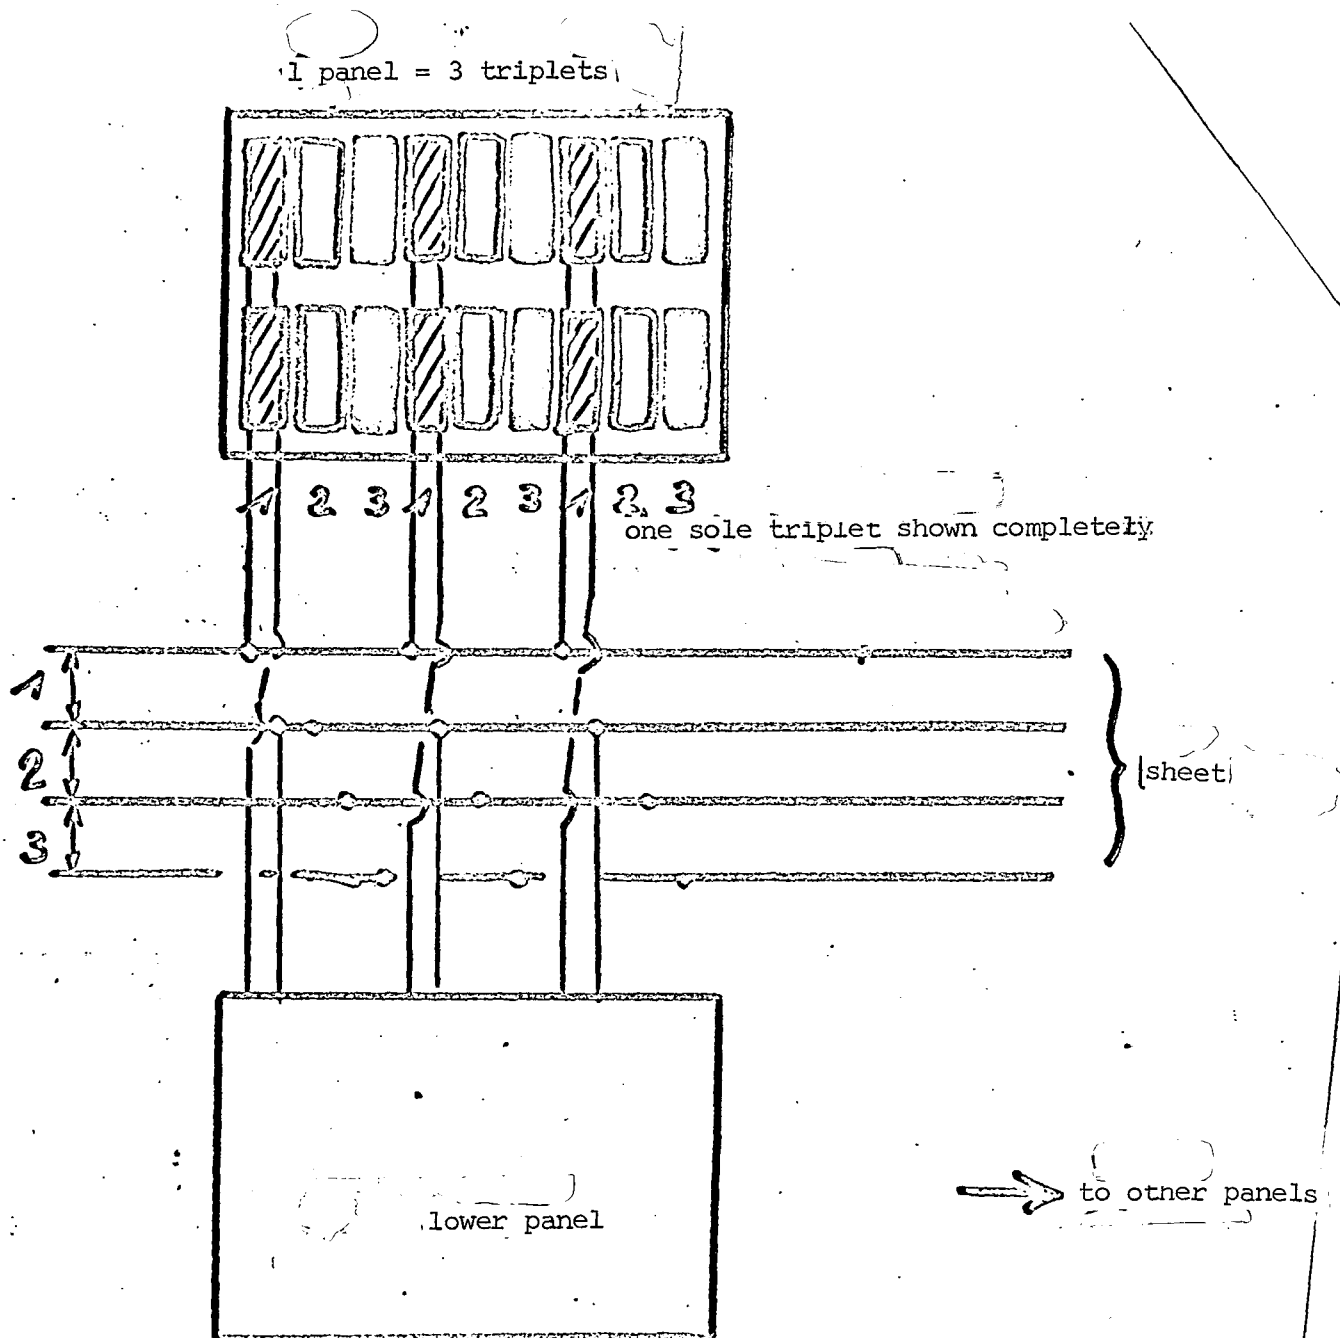 1 panel = 3 triplets
1 2 3 1 2 3 1 2 3
one sole triplet shown completely
1
2
sheet
3
to other panels
lower panel